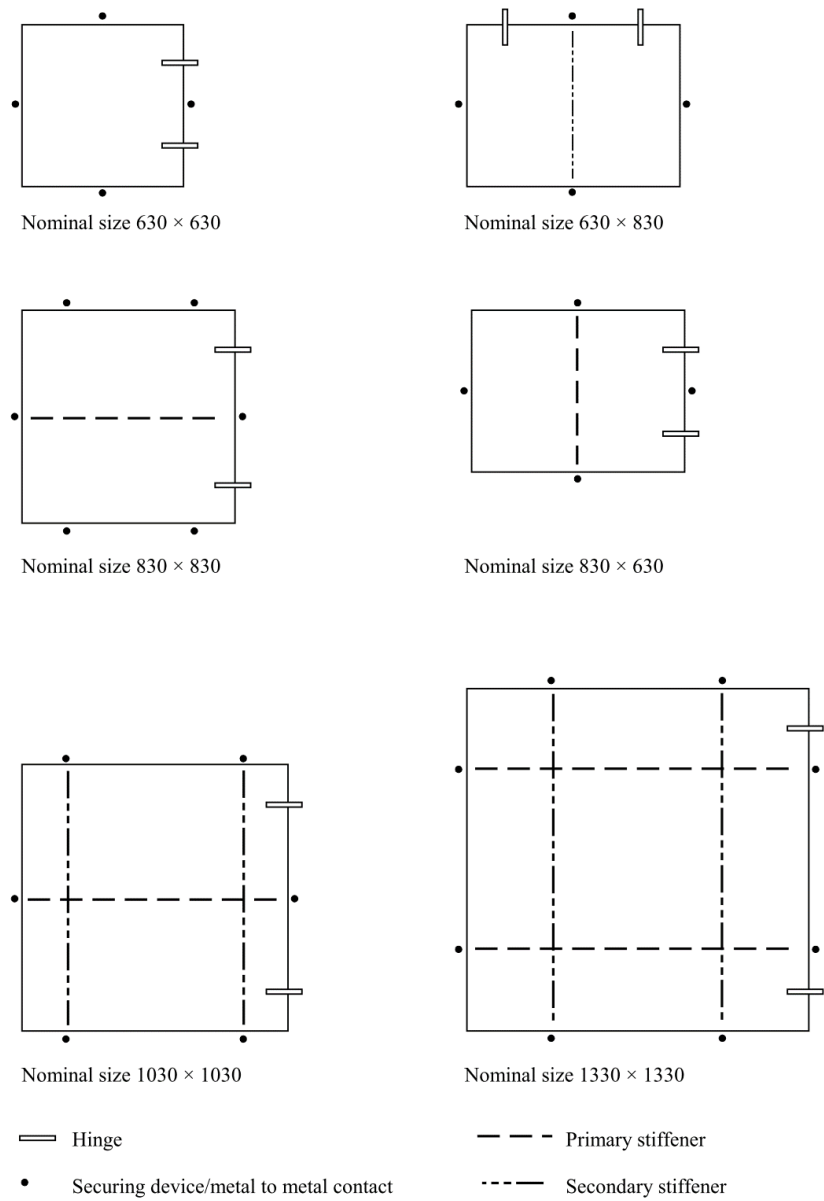 Nominal size 630 × 630
Nominal size 630 × 830
Nominal size 830 × 830
Nominal size 830 × 630
Nominal size 1030 × 1030
Nominal size 1330 × 1330
Hinge
Primary stiffener
Securing device/metal to metal contact
Secondary stiffener